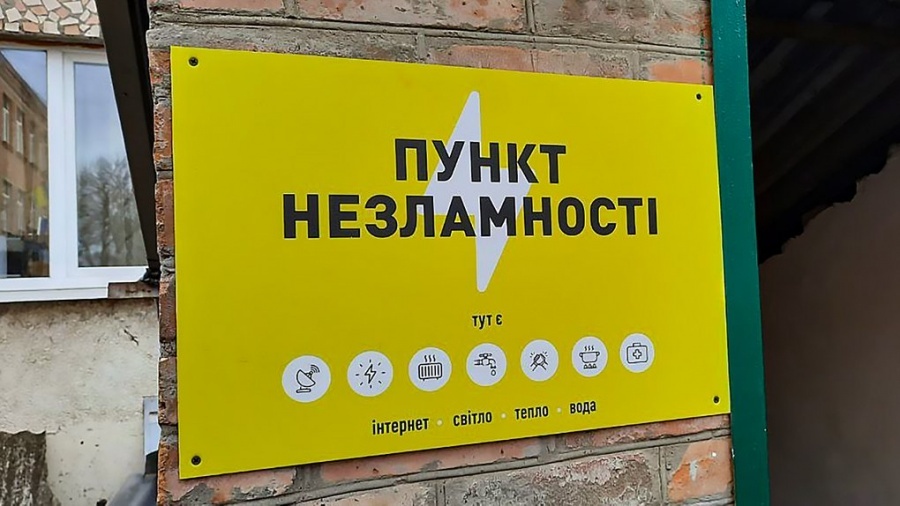 ПУНКТ
НЕЗЛАМНОСТІ
тут є
інтернет • світло • тепло • вода